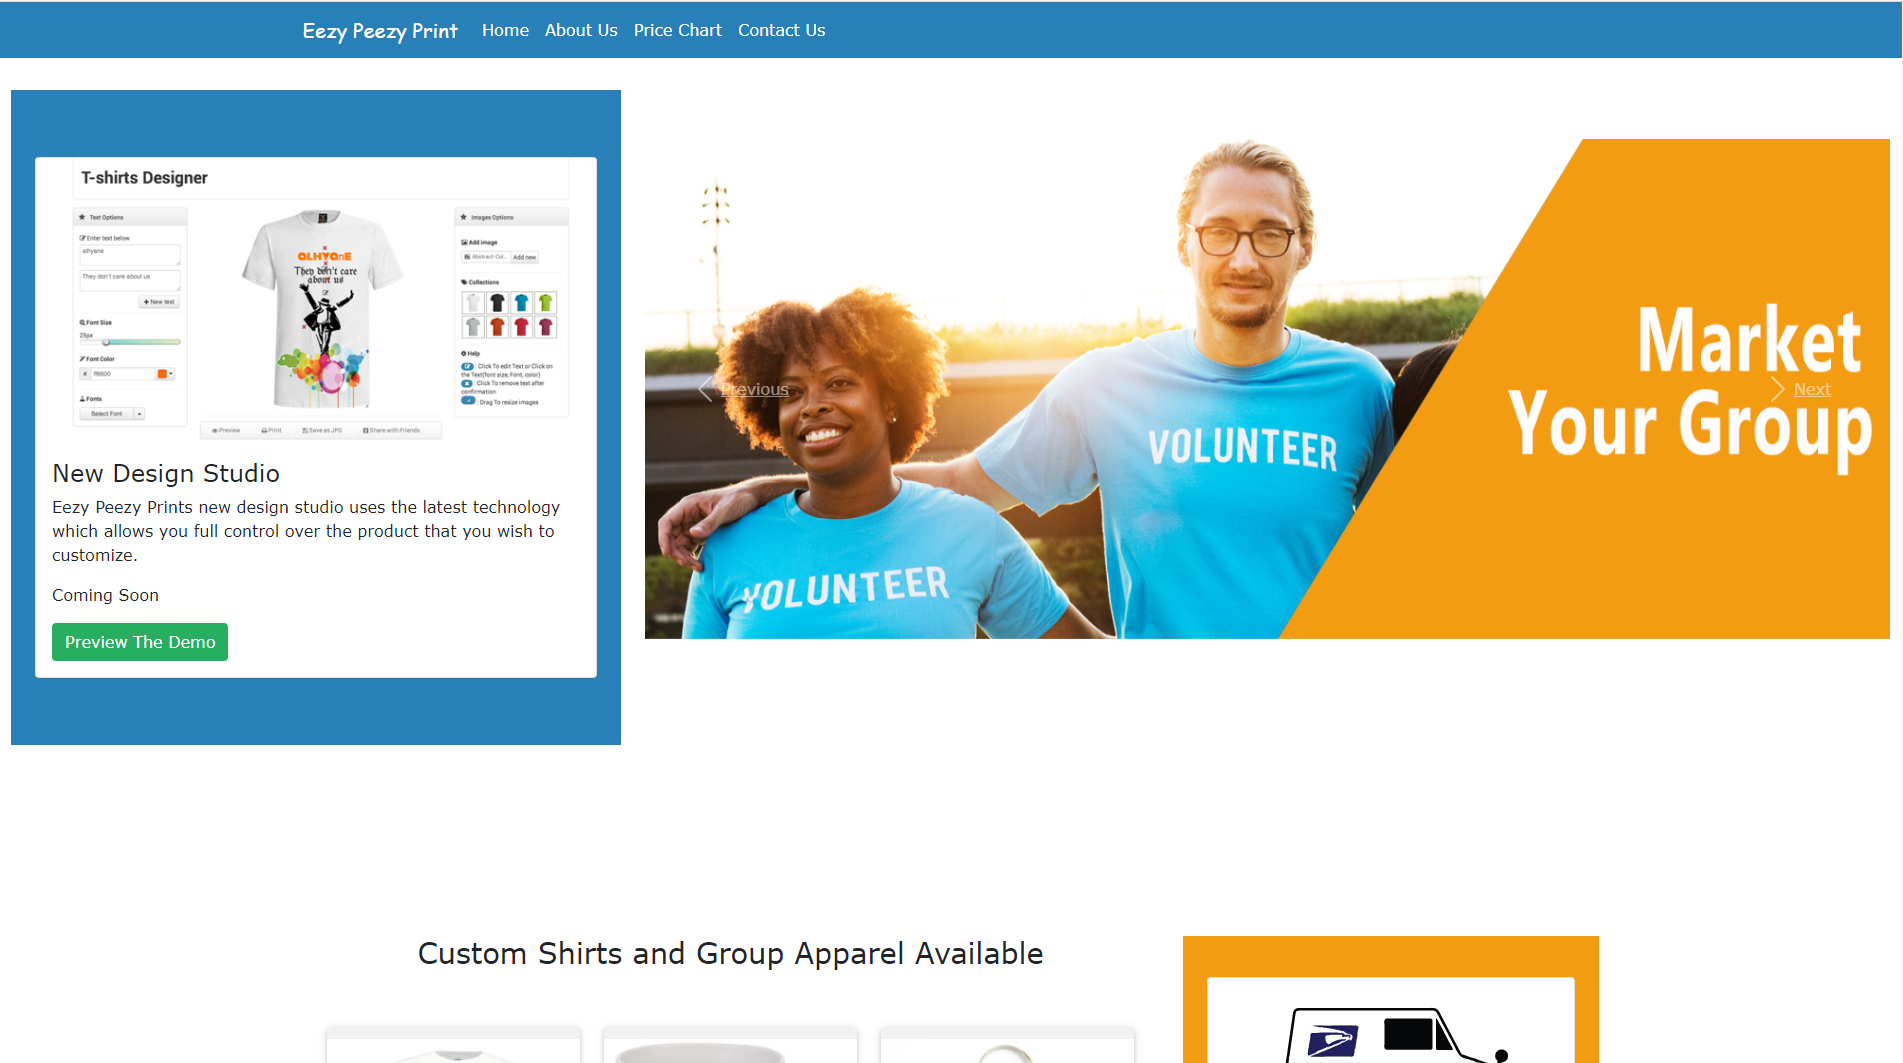 Eezy Peezy Print
Home
About Us
Price Chart
Contact Us
T-shirts Designer
Text Options
Enter text below
alhyane
They don't care about us
New text
Font Size
25px
Font Color
# ff6600
Fonts
Select Font
ALHYANE
They don't care
about us
Images Options
Add image
Abstract Col...
Add new
Collections
Help
: Click To edit Text or Click on
the Text(font size, Font, color)
: Click To remove text after
confirmation
: Drag To resize images
Preview
Print
Save as JPG
Share with Friends
New Design Studio
Eezy Peezy Prints new design studio uses the latest technology
which allows you full control over the product that you wish to
customize.
Coming Soon
Preview The Demo
Previous
VOLUNTEER
VOLUNTEER
Market
Your Group
Next
Custom Shirts and Group Apparel Available